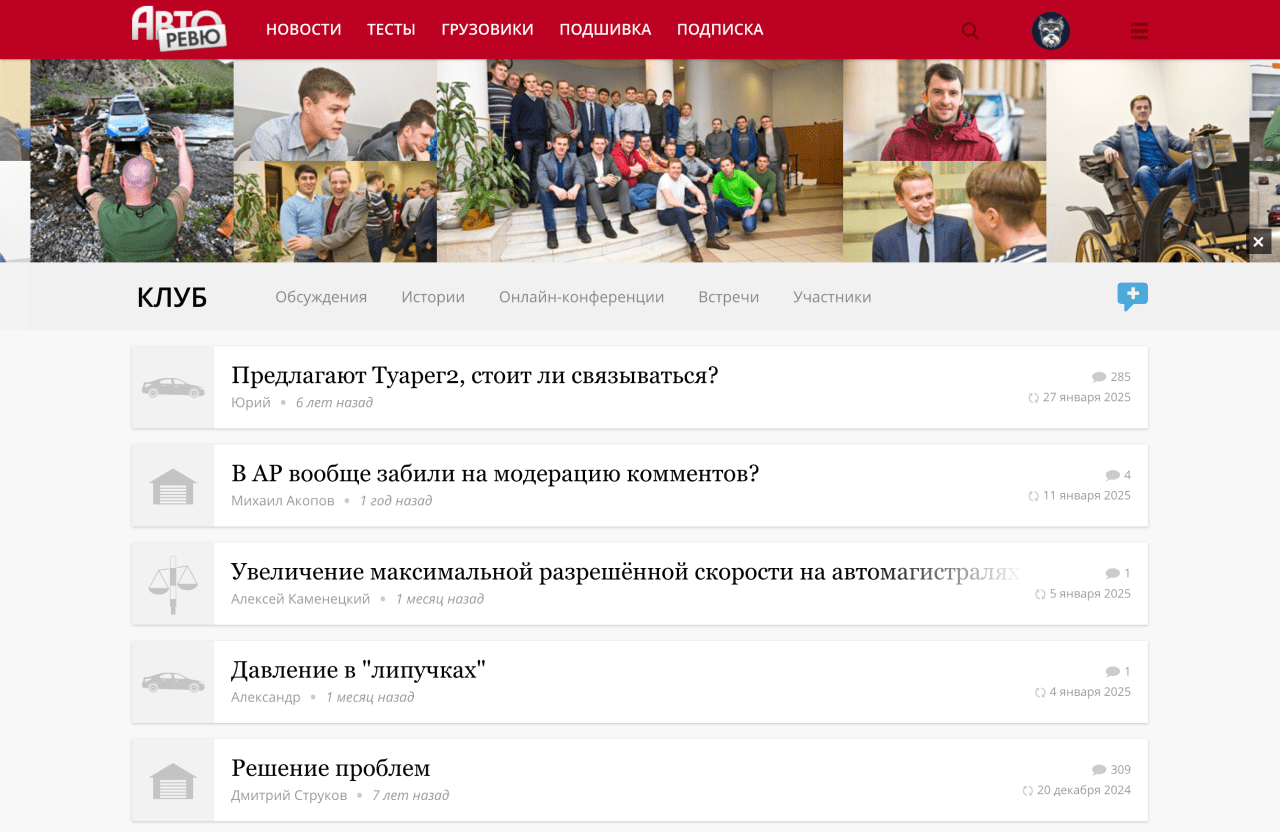 АВТО
РЕВЮ
НОВОСТИ ТЕСТЫ ГРУЗОВИКИ ПОДШИВКА ПОДПИСКА
КЛУБ
Обсуждения Истории Онлайн-конференции Встречи Участники
Предлагают Туарег2, стоит ли связываться?
Юрий • 6 лет назад
285
27 января 2025
В АР вообще забили на модерацию комментов?
Михаил Акопов • 1 год назад
4
11 января 2025
Увеличение максимальной разрешённой скорости на автомагистралях
Алексей Каменецкий • 1 месяц назад
1
5 января 2025
Давление в "липучках"
Александр • 1 месяц назад
1
4 января 2025
Решение проблем
Дмитрий Струков • 7 лет назад
309
20 декабря 2024